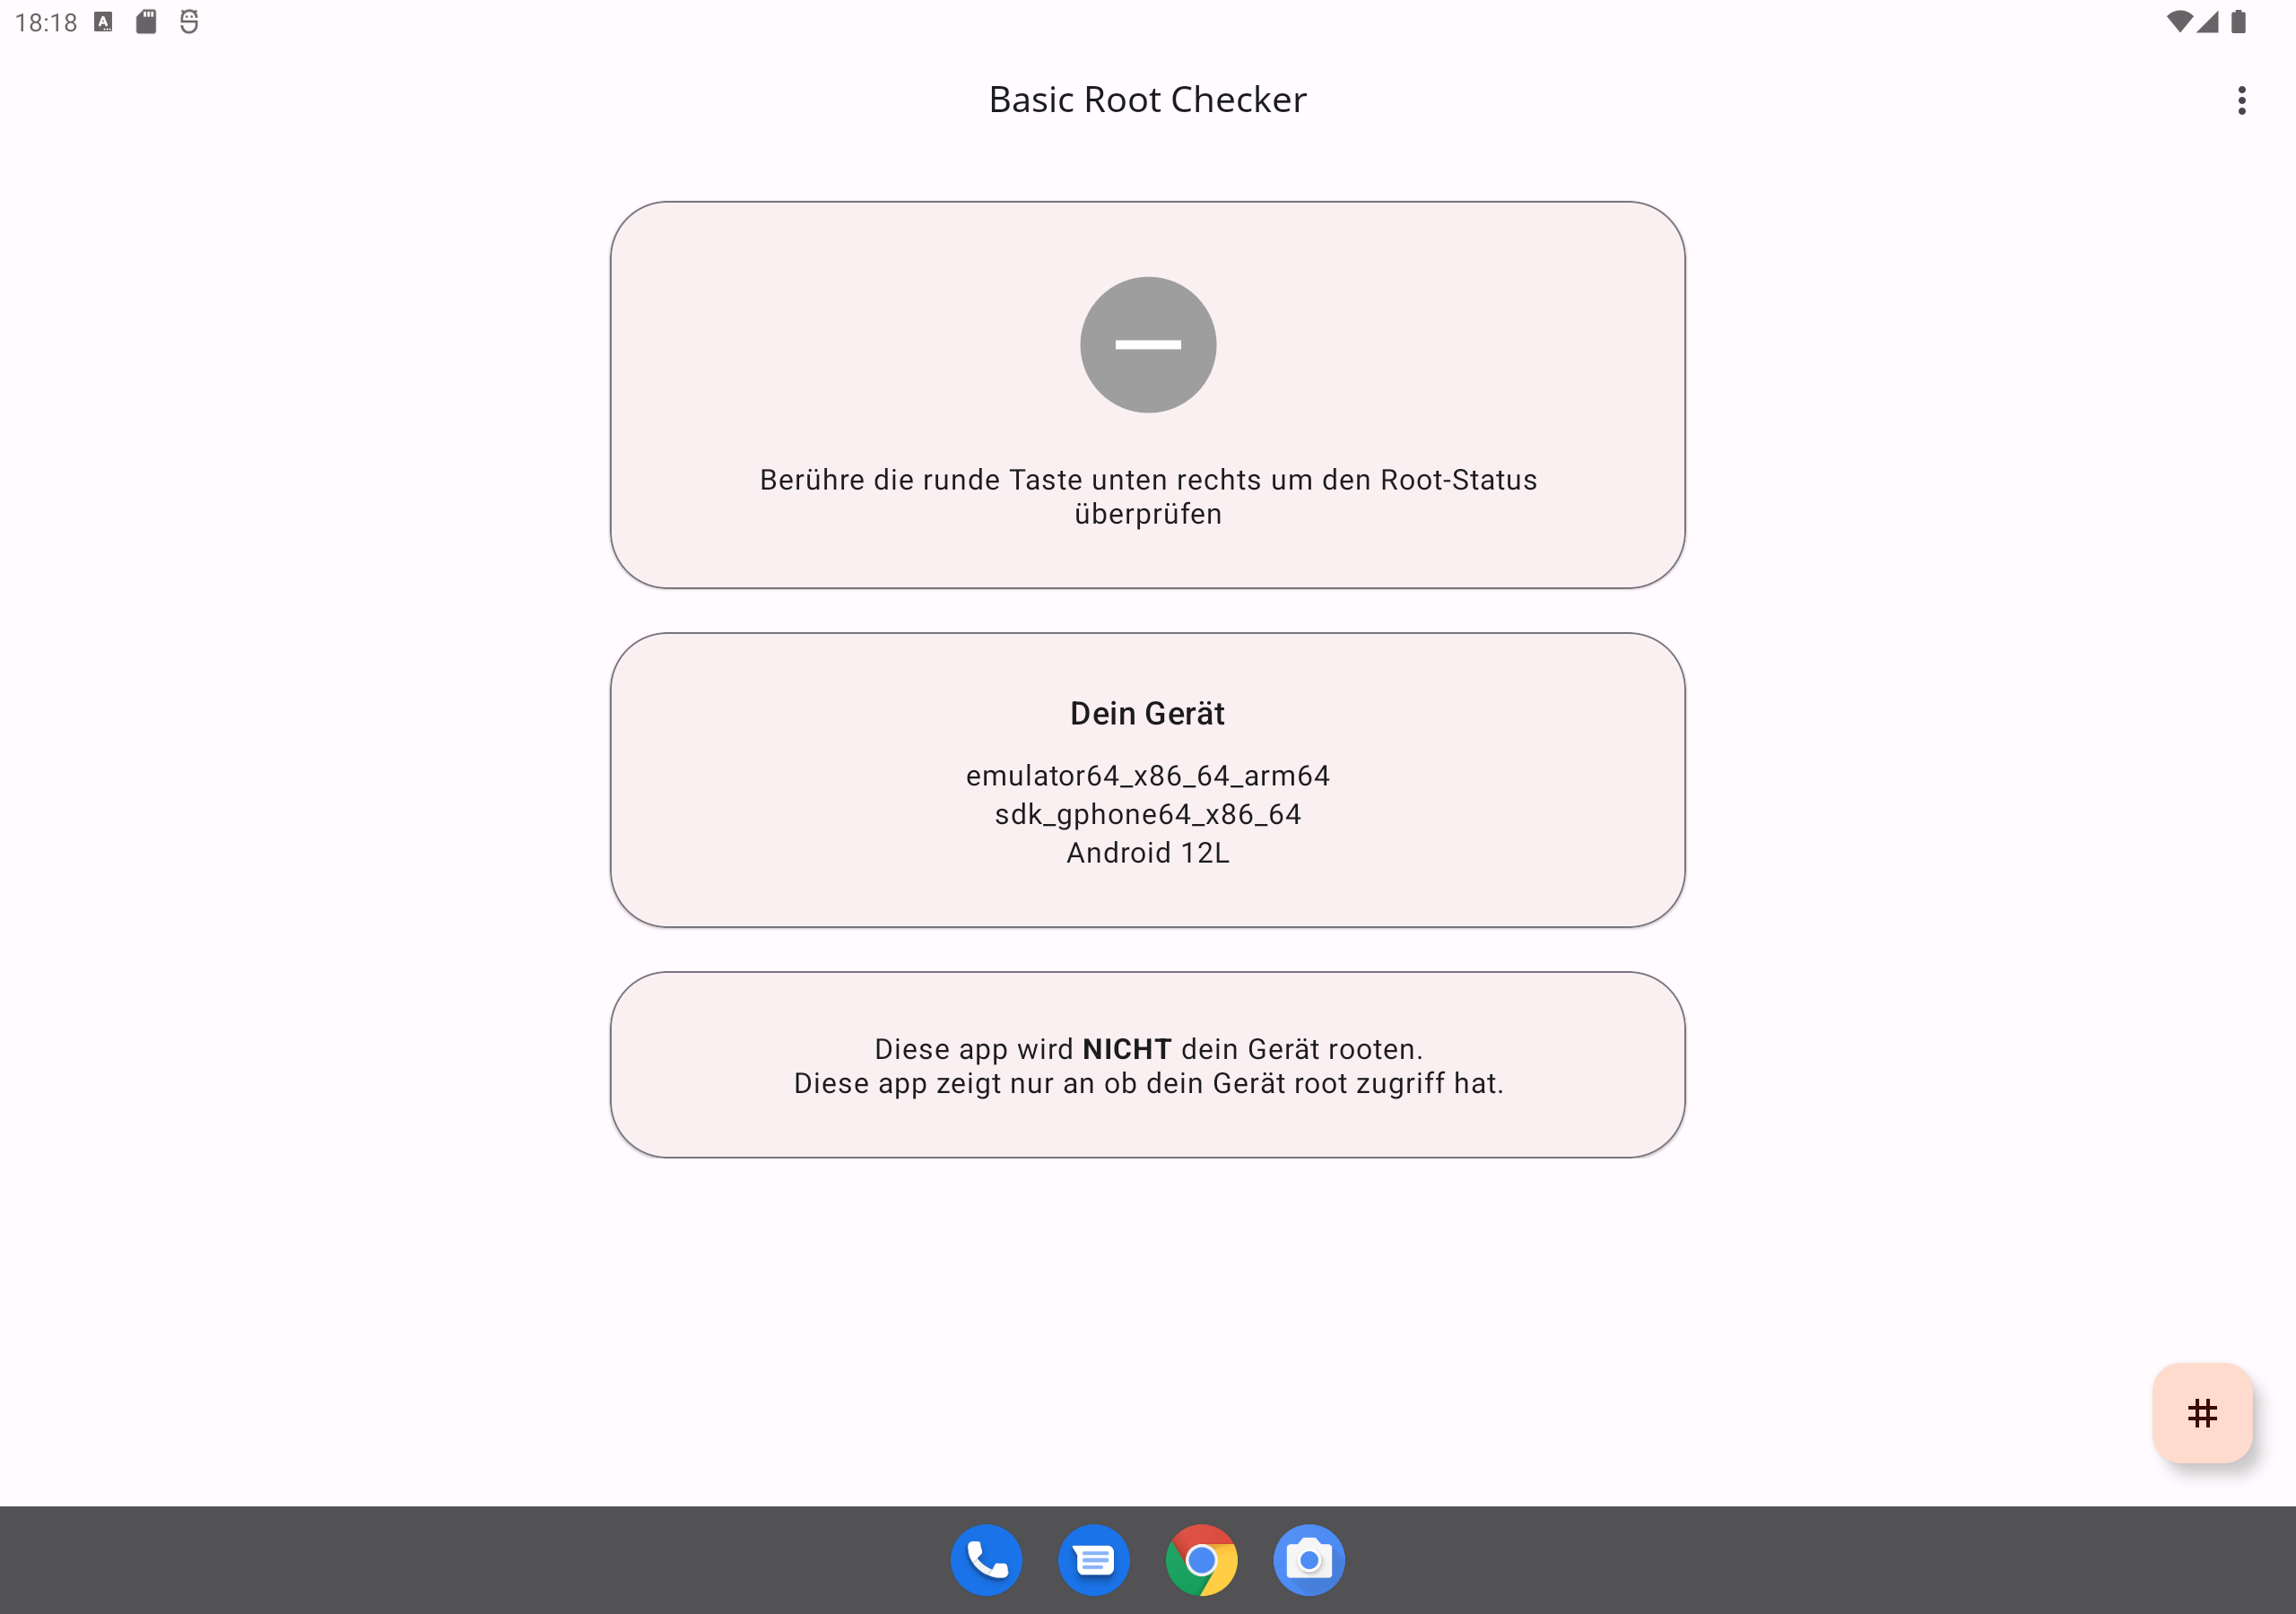 18:18
Basic Root Checker
Berühre die runde Taste unten rechts um den Root-Status
überprüfen
Dein Gerät
emulator64_x86_64_arm64
sdk_gphone64_x86_64
Android 12L
Diese app wird NICHT dein Gerät rooten.
Diese app zeigt nur an ob dein Gerät root zugriff hat.